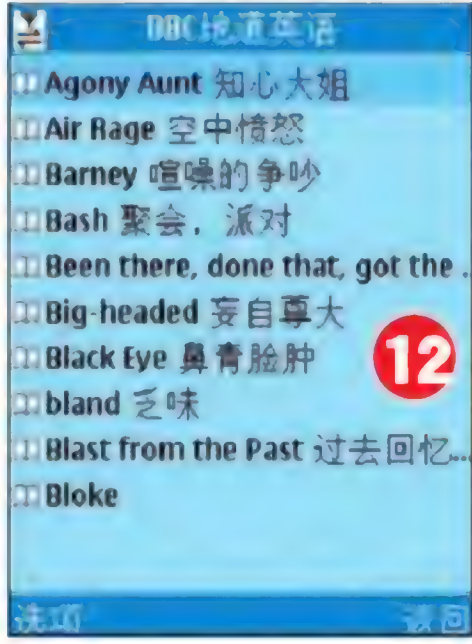 BBC地道英语
Agony Aunt 知心大姐
Air Rage 空中愤怒
Barney 喧噪的争吵
Bash 聚会，派对
Been there, done that, got the .
Big-headed 妄自尊大
Black Eye 鼻青脸肿
12
bland 乏味
Blast from the Past 过去回忆...
Bloke
选项 返回